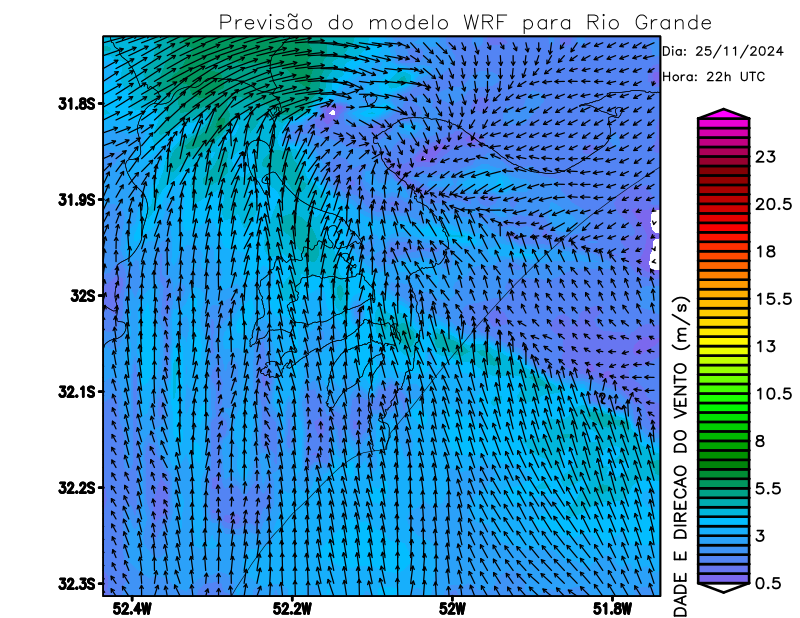 Previsão do modelo WRF para Rio Grande
Dia: 25/11/2024
Hora: 22h UTC
31.8S
31.9S
32S
32.1S
32.2S
32.3S
52.4W
52.2W
52W
51.8W
23
20.5
18
15.5
13
10.5
8
5.5
3
0.5
DADE E DIRECAO DO VENTO (m/s)